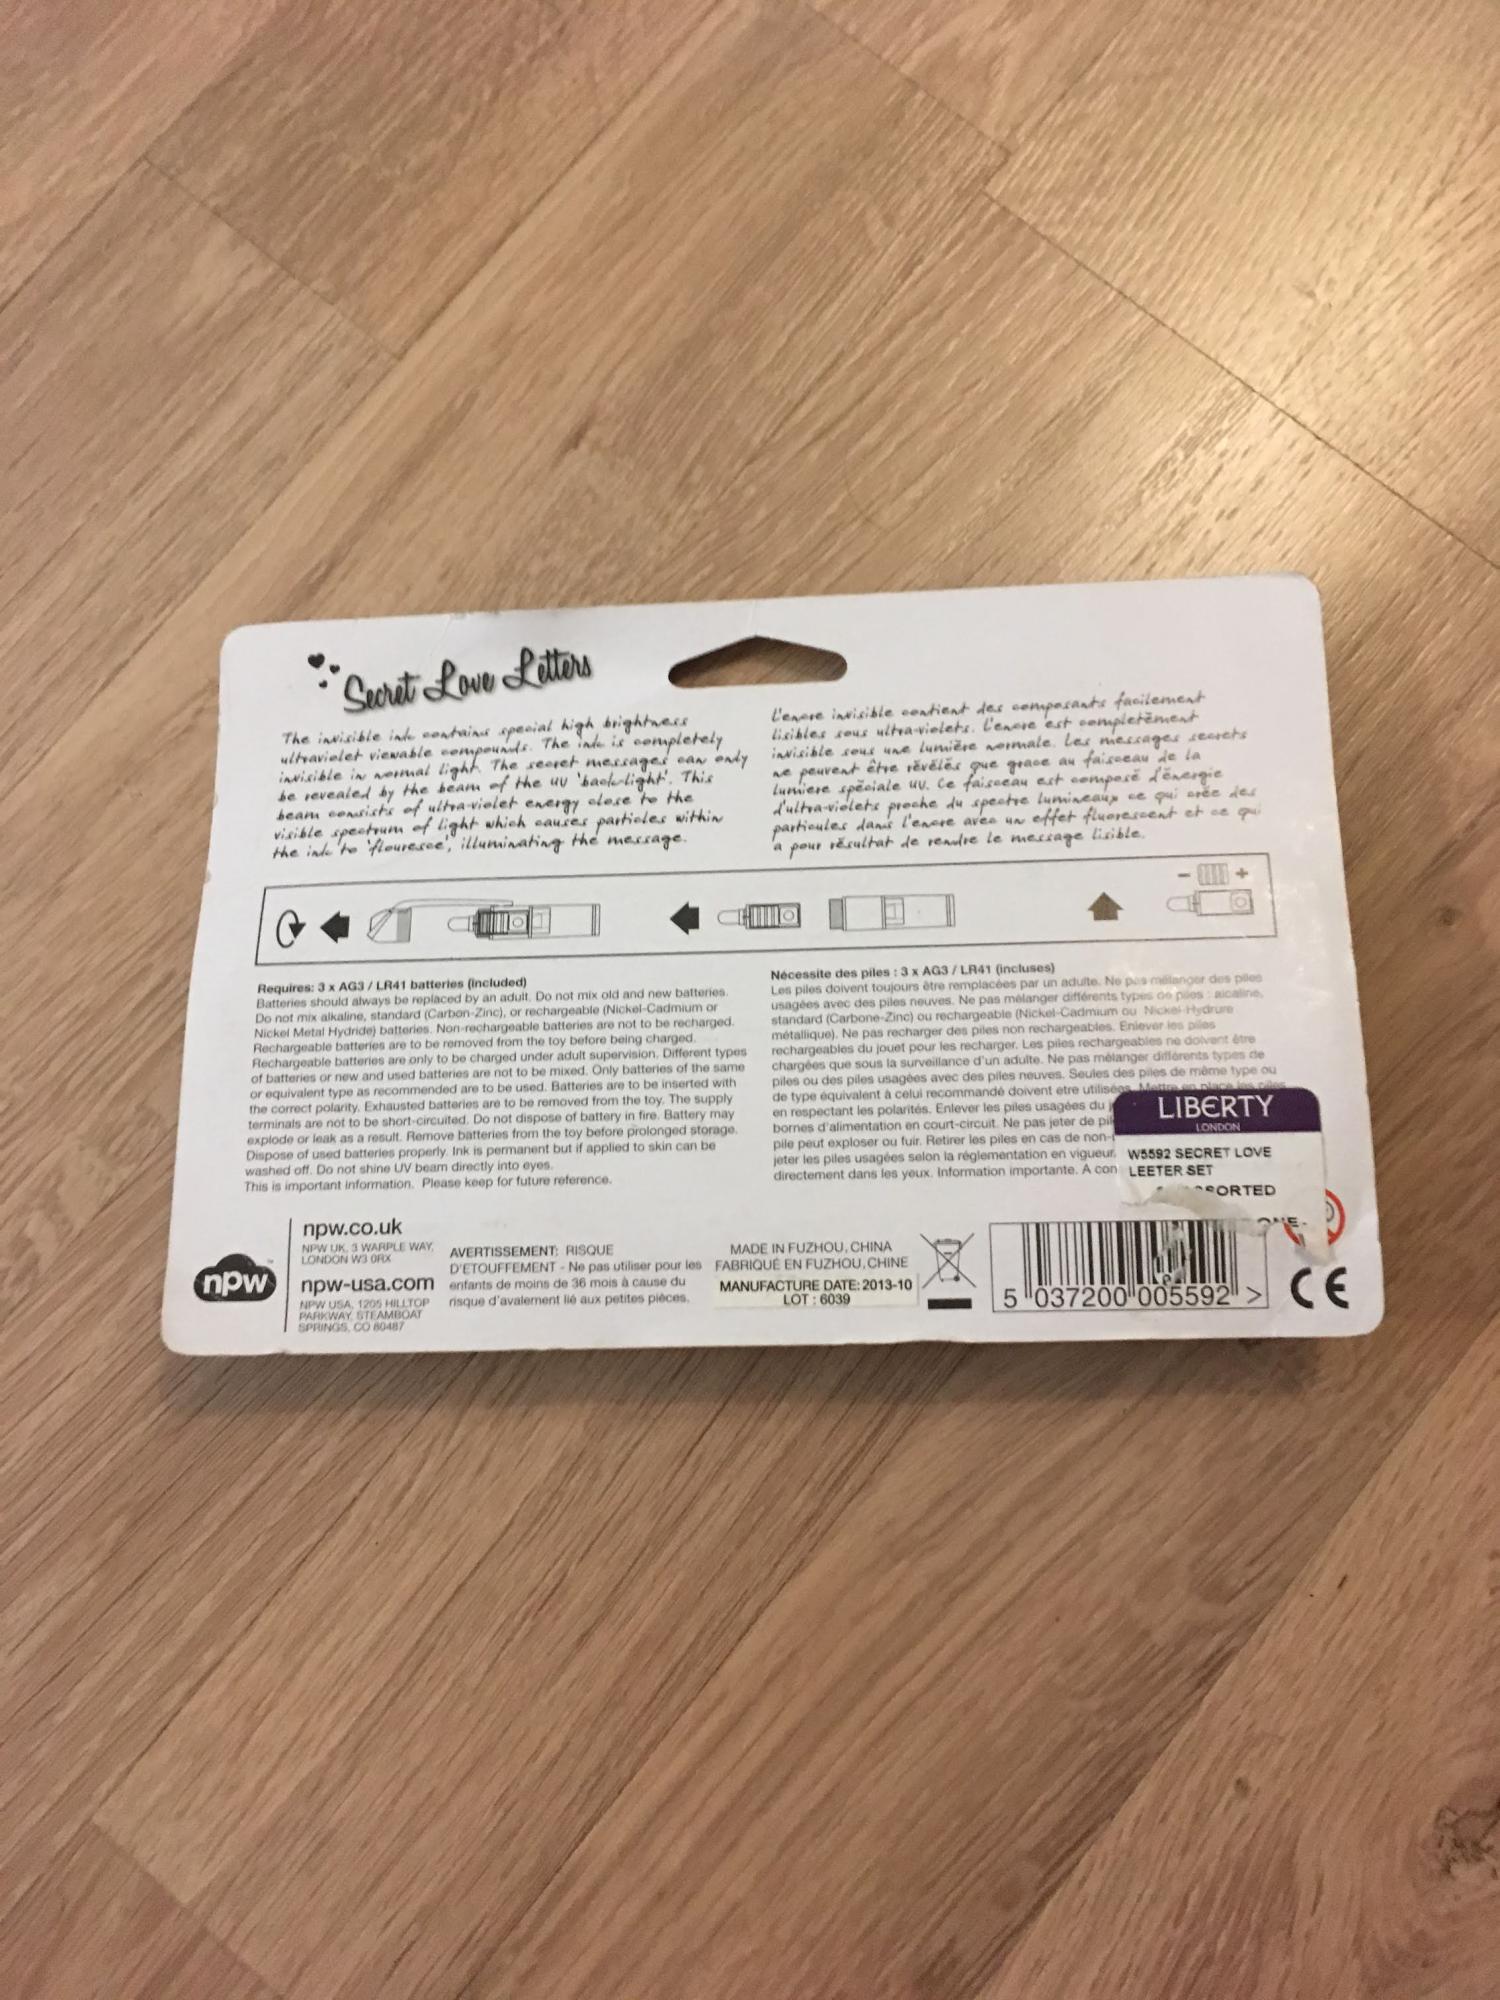 Secret Love Letters
The invisible ink contains special high brightness
ultraviolet viewable compounds. The ink is completely
invisible in normal light. The secret messages can only
be revealed by the beam of the UV 'back-light'. This
beam consists of ultra-violet energy close to the
visible spectrum of light which causes particles within
the ink to 'flouresce', illuminating the message.
L'encre invisible contient des composants facilement
lisibles sous ultra-violets. L'encre est completèment
invisible sous une lumière normale. Les messages secrets
ne peuvent être révélés que grace au faisceau de la
lumiere spéciale UV. Ce faisceau est composé d'énergie
d'ultra-violets proche du spectre lumineaux ce qui crée des
particules dans l'encre avec un effet fluorescent et ce qui
a pour résultat de rendre le message lisible.
- +
Requires: 3 x AG3 / LR41 batteries (included)
Batteries should always be replaced by an adult. Do not mix old and new batteries.
Do not mix alkaline, standard (Carbon-Zinc), or rechargeable (Nickel-Cadmium or
Nickel Metal Hydride) batteries. Non-rechargeable batteries are not to be recharged.
Rechargeable batteries are to be removed from the toy before being charged.
Rechargeable batteries are only to be charged under adult supervision. Different types
of batteries or new and used batteries are not to be mixed. Only batteries of the same
or equivalent type as recommended are to be used. Batteries are to be inserted with
the correct polarity. Exhausted batteries are to be removed from the toy. The supply
terminals are not to be short-circuited. Do not dispose of battery in fire. Battery may
explode or leak as a result. Remove batteries from the toy before prolonged storage.
Dispose of used batteries properly. Ink is permanent but if applied to skin can be
washed off. Do not shine UV beam directly into eyes.
This is important information. Please keep for future reference.
Nécessite des piles : 3 x AG3 / LR41 (incluses)
Les piles doivent toujours être remplacées par un adulte. Ne pas mélanger des piles
usagées avec des piles neuves. Ne pas mélanger différents types de piles : alcaline,
standard (Carbone-Zinc) ou rechargeable (Nickel-Cadmium ou Nickel-Hydrure
métallique). Ne pas recharger des piles non rechargeables. Enlever les piles
rechargeables du jouet pour les recharger. Les piles rechargeables ne doivent être
chargées que sous la surveillance d'un adulte. Ne pas mélanger différents types de
piles ou des piles usagées avec des piles neuves. Seules des piles de même type ou
de type équivalent à celui recommandé doivent etre utilisées. Mettre en place les piles
en respectant les polarités. Enlever les piles usagées du
bornes d'alimentation en court-circuit. Ne pas jeter de
pile peut exploser ou fuir. Retirer les piles en cas de non-
jeter les piles usagées selon la réglementation en vigueur.
directement dans les yeux. Information importante. A con
LIBERTY
LONDON
W5592 SECRET LOVE
LEETER SET
SORTED
npw
npw.co.uk
NPW UK, 3 WARPLE WAY,
LONDON W3 0RX
npw-usa.com
NPW USA, 1205 HILLTOP
PARKWAY, STEAMBOAT
SPRINGS, CO 80487
AVERTISSEMENT: RISQUE
D'ETOUFFEMENT - Ne pas utiliser pour les
enfants de moins de 36 mois à cause du
risque d'avalement lié aux petites pièces.
MADE IN FUZHOU, CHINA
FABRIQUÉ EN FUZHOU, CHINE
MANUFACTURE DATE: 2013-10
LOT : 6039
5 037200 005592 >
CE